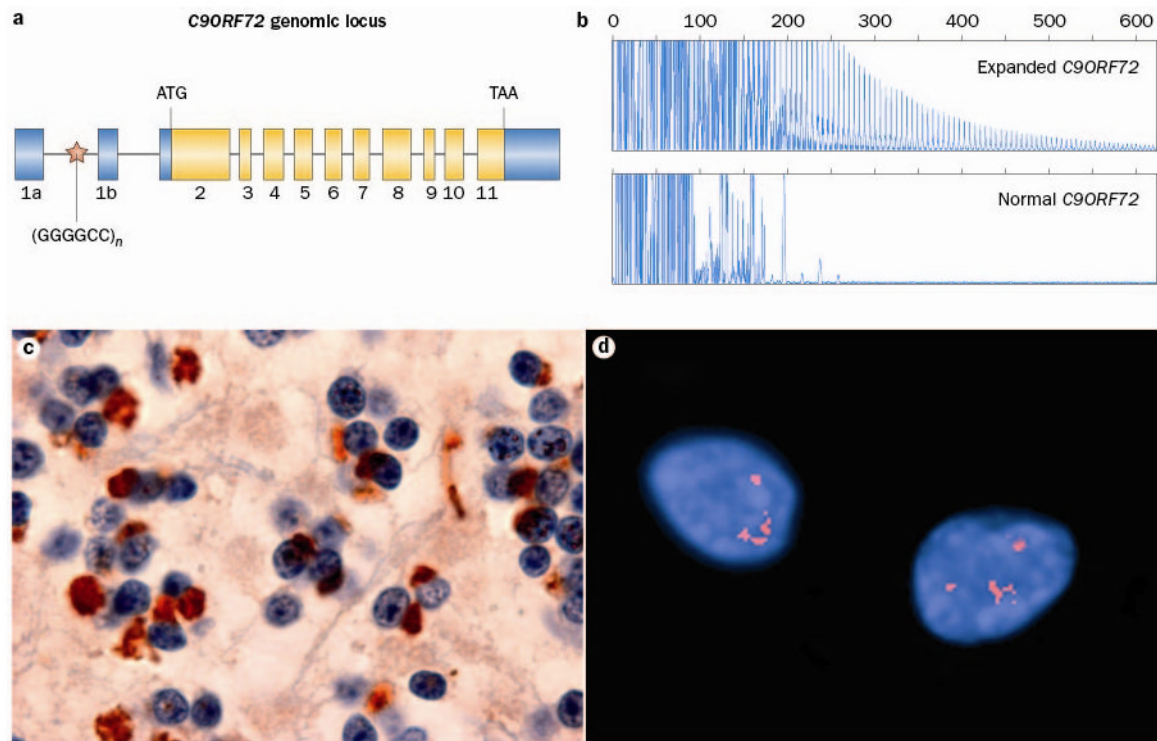 a
C9ORF72 genomic locus
ATG
TAA
1a
1b
2
3
4
5
6
7
8
9
10
11
(GGGGCC)n
b
0 100 200 300 400 500 600
Expanded C9ORF72
Normal C9ORF72
c
d